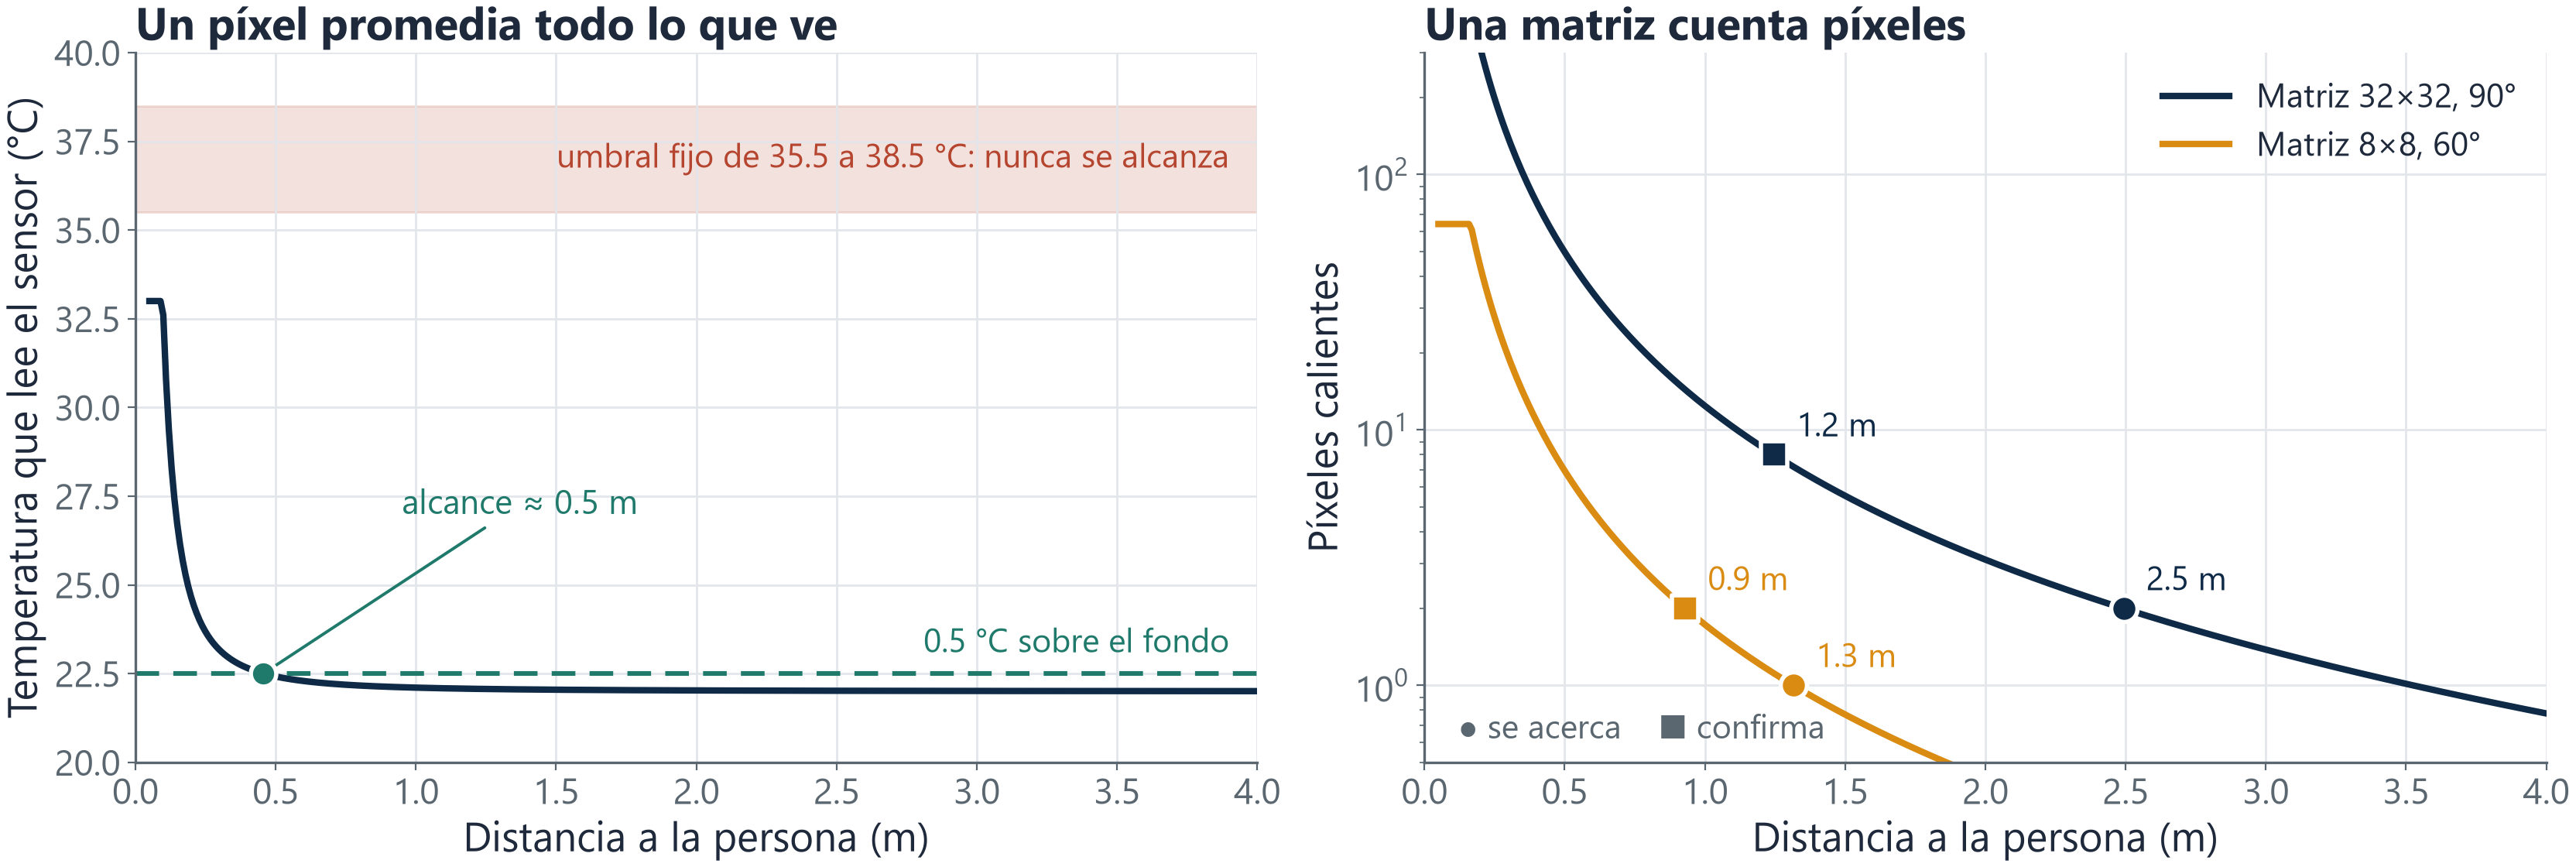 Un píxel promedia todo lo que ve
Temperatura que lee el sensor (°C)
40.0
37.5
35.0
32.5
30.0
27.5
25.0
22.5
20.0
umbral fijo de 35.5 a 38.5 °C: nunca se alcanza
alcance ≈ 0.5 m
0.5 °C sobre el fondo
0.0 0.5 1.0 1.5 2.0 2.5 3.0 3.5 4.0
Distancia a la persona (m)
Una matriz cuenta píxeles
Píxeles calientes
10²
10¹
10⁰
Matriz 32×32, 90°
Matriz 8×8, 60°
1.2 m
2.5 m
0.9 m
1.3 m
se acerca confirma
0.0 0.5 1.0 1.5 2.0 2.5 3.0 3.5 4.0
Distancia a la persona (m)